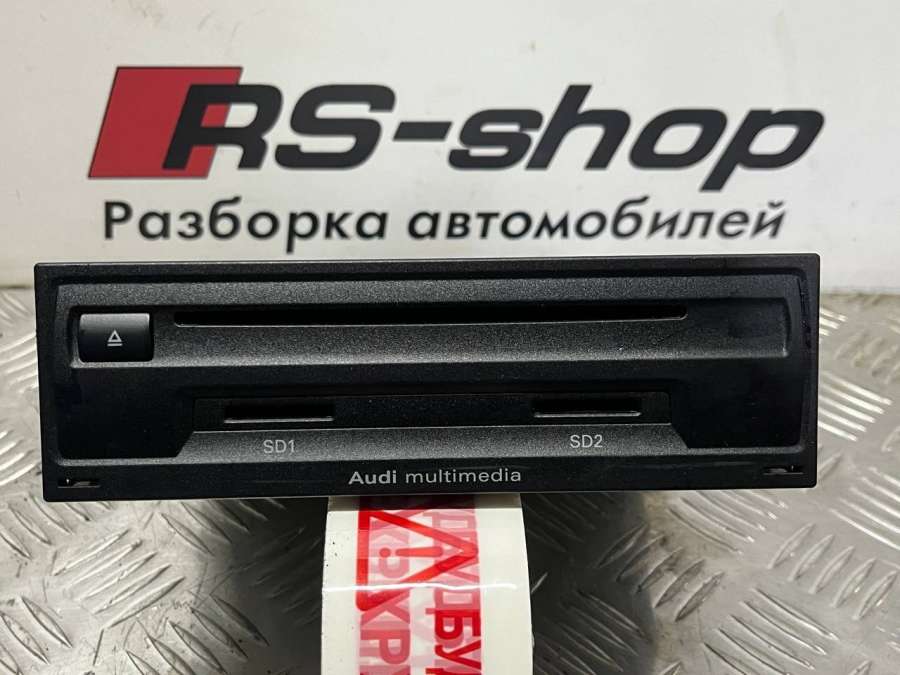 RS-shop
Разборка автомобилей
SD1
SD2
Audi multimedia